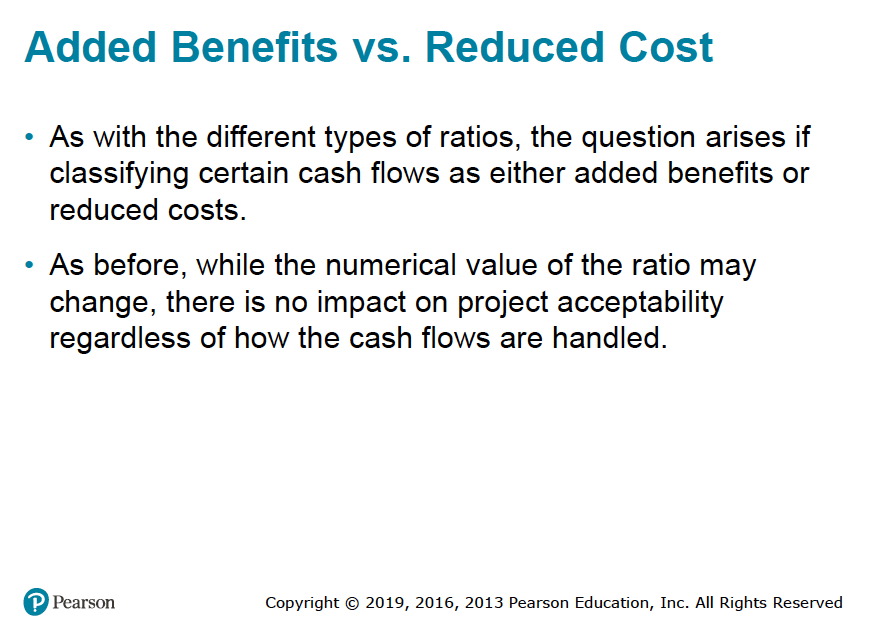 Added Benefits vs. Reduced Cost
• As with the different types of ratios, the question arises if
classifying certain cash flows as either added benefits or
reduced costs.
• As before, while the numerical value of the ratio may
change, there is no impact on project acceptability
regardless of how the cash flows are handled.
P Pearson
Copyright © 2019, 2016, 2013 Pearson Education, Inc. All Rights Reserved